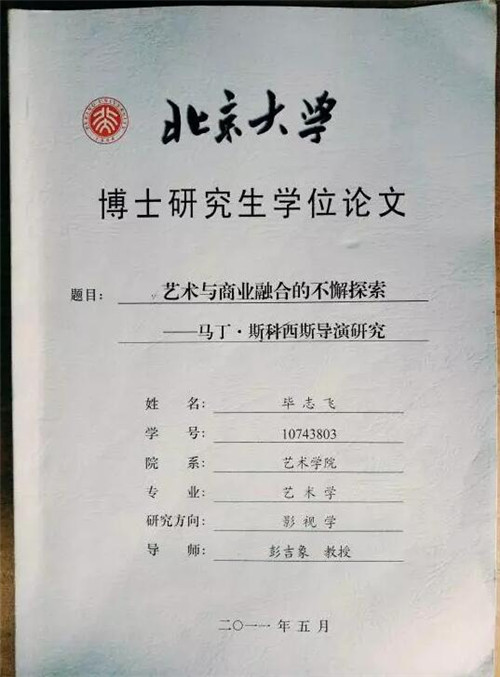 北京大学
博士研究生学位论文
题目: 艺术与商业融合的不懈探索
——马丁·斯科西斯导演研究
姓 名: 毕志飞
学 号: 10743803
院 系: 艺术学院
专 业: 艺术学
研究方向: 影视学
导 师: 彭吉象 教授
二〇一一年五月